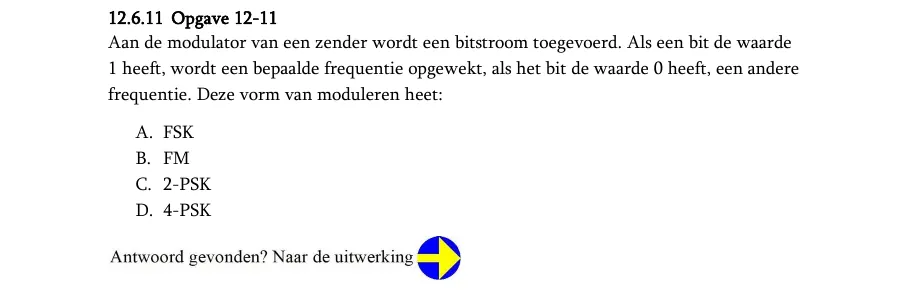 12.6.11 Opgave 12-11
Aan de modulator van een zender wordt een bitstroom toegevoerd. Als een bit de waarde
1 heeft, wordt een bepaalde frequentie opgewekt, als het bit de waarde 0 heeft, een andere
frequentie. Deze vorm van moduleren heet:
A. FSK
B. FM
C. 2-PSK
D. 4-PSK
Antwoord gevonden? Naar de uitwerking